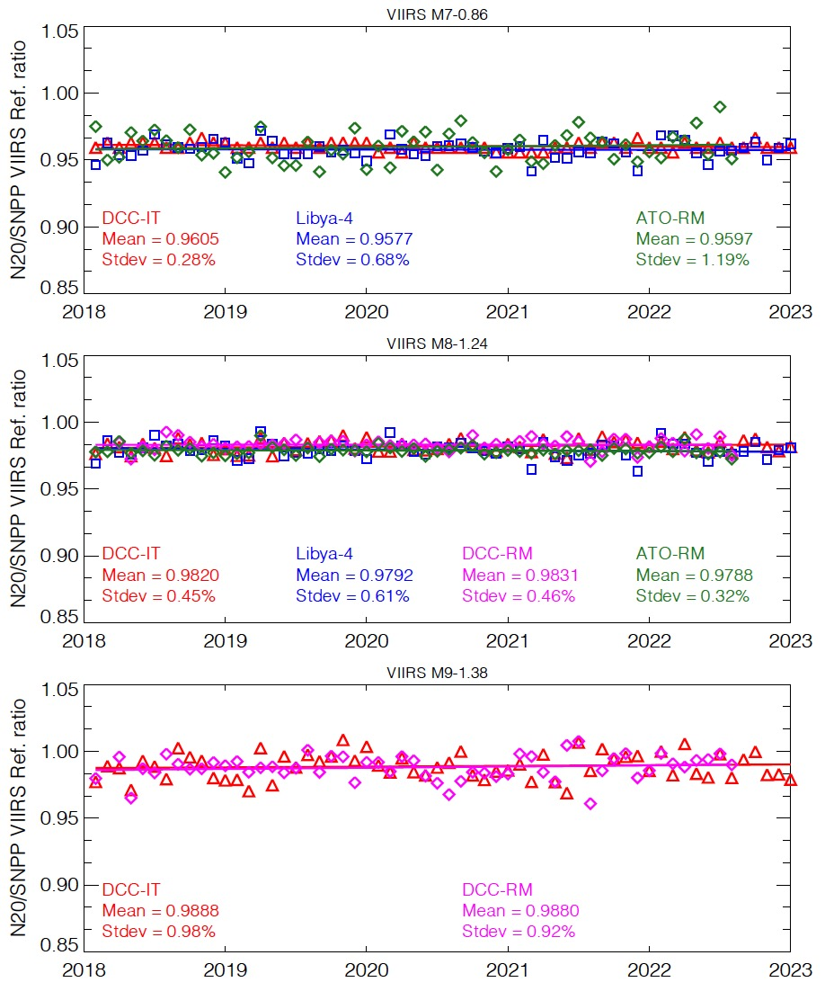 VIIRS M7-0.86
N20/SNPP VIIRS Ref. ratio
1.05
1.00
0.95
0.90
0.85
DCC-IT
Mean = 0.9605
Stdev = 0.28%
Libya-4
Mean = 0.9577
Stdev = 0.68%
ATO-RM
Mean = 0.9597
Stdev = 1.19%
2018 2019 2020 2021 2022 2023
VIIRS M8-1.24
N20/SNPP VIIRS Ref. ratio
1.05
1.00
0.95
0.90
0.85
DCC-IT
Mean = 0.9820
Stdev = 0.45%
Libya-4
Mean = 0.9792
Stdev = 0.61%
DCC-RM
Mean = 0.9831
Stdev = 0.46%
ATO-RM
Mean = 0.9788
Stdev = 0.32%
2018 2019 2020 2021 2022 2023
VIIRS M9-1.38
N20/SNPP VIIRS Ref. ratio
1.05
1.00
0.95
0.90
0.85
DCC-IT
Mean = 0.9888
Stdev = 0.98%
DCC-RM
Mean = 0.9880
Stdev = 0.92%
2018 2019 2020 2021 2022 2023